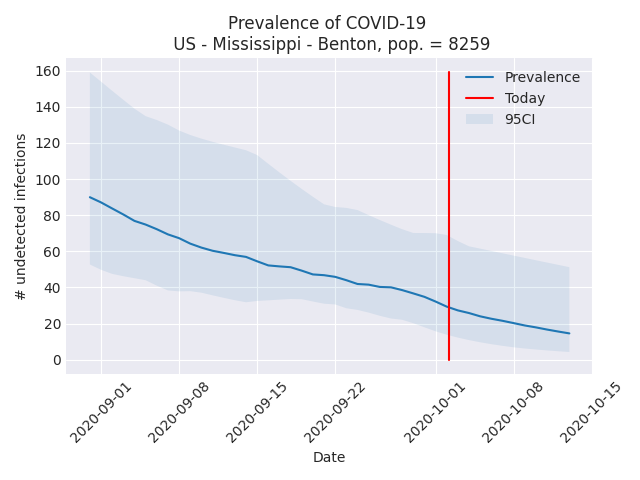 Prevalence of COVID-19
US - Mississippi - Benton, pop. = 8259
Prevalence
Today
95CI
# undetected infections
160
140
120
100
80
60
40
20
0
2020-09-01
2020-09-08
2020-09-15
2020-09-22
2020-10-01
2020-10-08
2020-10-15
Date